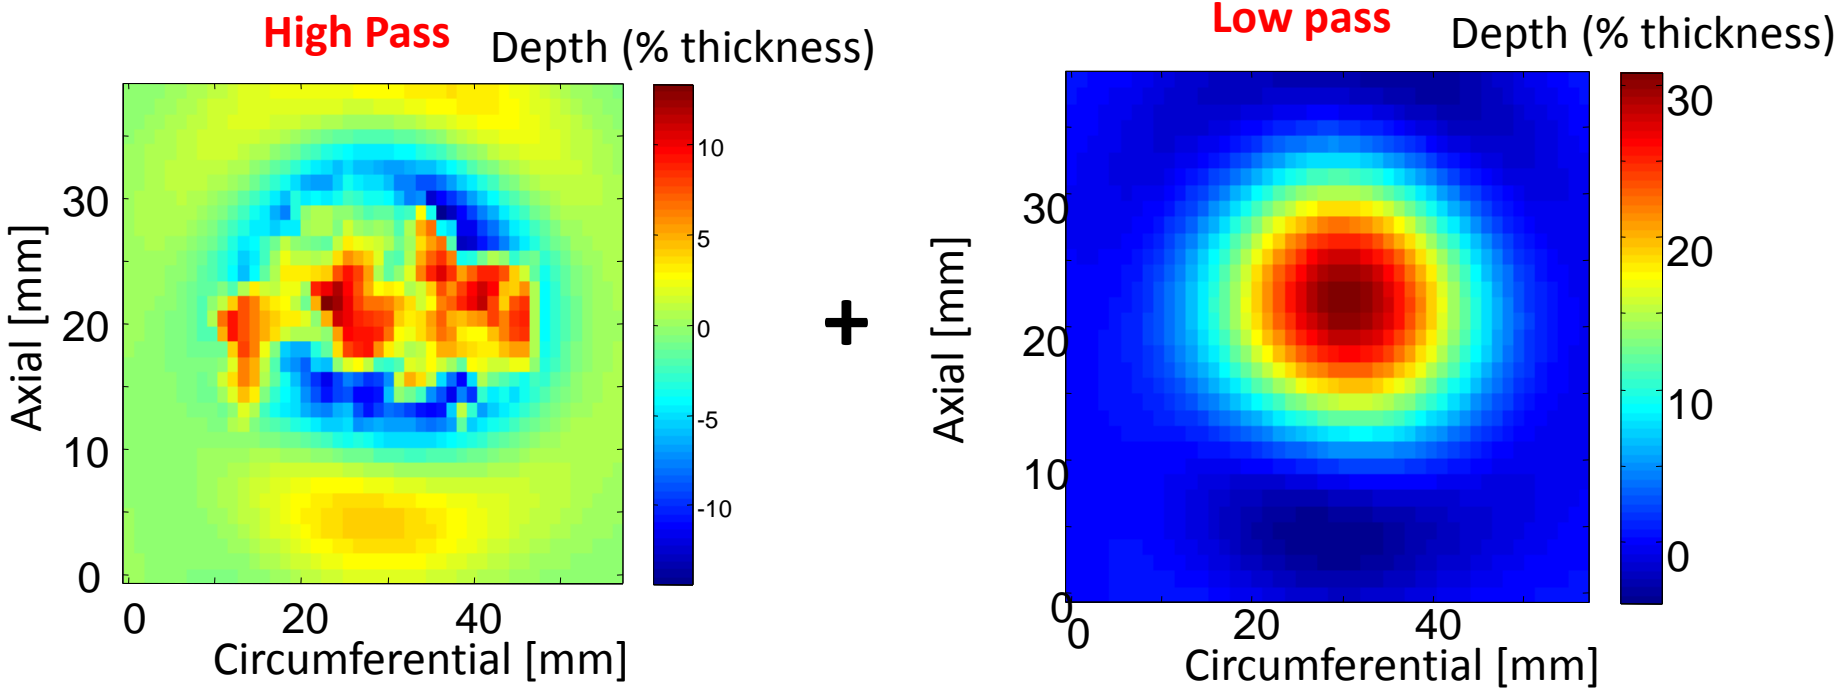 High Pass
Depth (% thickness)
10
5
0
-5
-10
30
20
10
0
Axial [mm]
0 20 40
Circumferential [mm]
+
Low pass
Depth (% thickness)
30
20
10
0
30
20
10
0
Axial [mm]
0 20 40
Circumferential [mm]